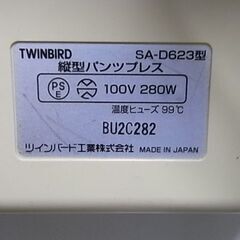 TWINBIRD SA-D623型
縦型パンツプレス
PS
E
100V 280W
温度ヒューズ 99℃
BU2C282
ツインバード工業株式会社 MADE IN JAPAN